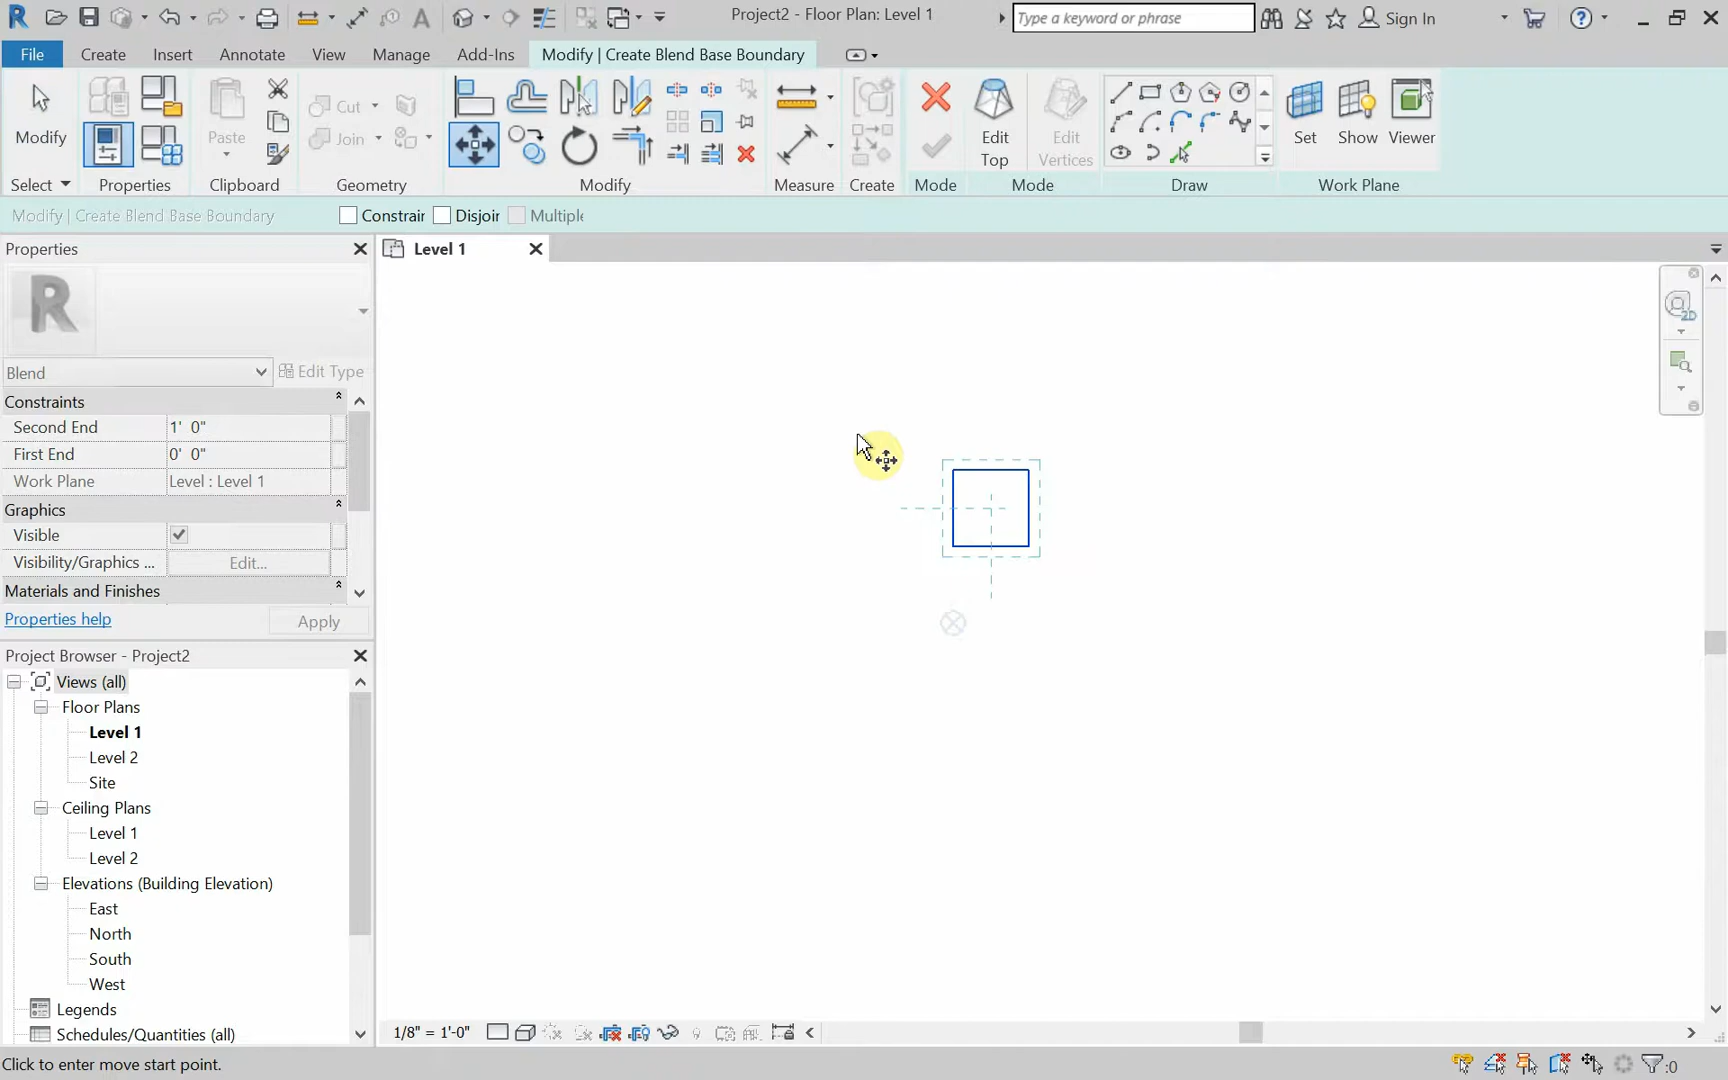 Project2 - Floor Plan: Level 1
Type a keyword or phrase
Sign In
File
Create
Insert
Annotate
View
Manage
Add-Ins
Modify | Create Blend Base Boundary
Modify
Paste
Cut
Join
Edit
Top
Edit
Vertices
Set
Show
Viewer
Select
Properties
Clipboard
Geometry
Modify
Measure
Create
Mode
Mode
Draw
Work Plane
Modify | Create Blend Base Boundary
Constrain
Disjoin
Multiple
Properties
Level 1
R
2D
Blend
Edit Type
Constraints
Second End
1' 0"
First End
0' 0"
Work Plane
Level : Level 1
Graphics
Visible
Visibility/Graphics ...
Edit...
Materials and Finishes
Properties help
Apply
Project Browser - Project2
Views (all)
Floor Plans
Level 1
Level 2
Site
Ceiling Plans
Level 1
Level 2
Elevations (Building Elevation)
East
North
South
West
Legends
Schedules/Quantities (all)
1/8" = 1'-0"
Click to enter move start point.
:0